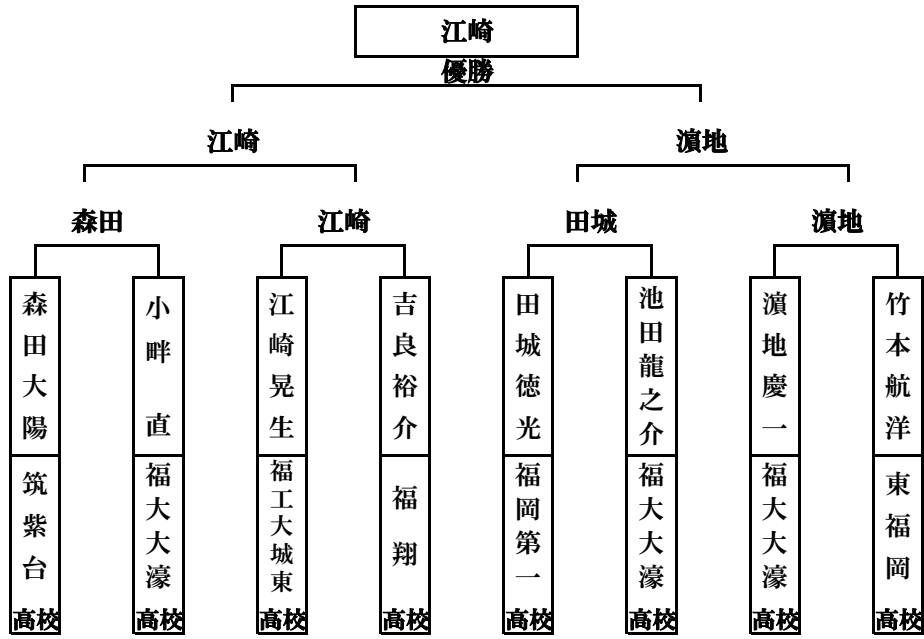 江崎
優勝
江崎
濵地
森田
江崎
田城
濵地
森田大陽
小畔 直
江崎晃生
吉良裕介
田城徳光
池田龍之介
濵地慶一
竹本航洋
筑紫台
福大大濠
福工大城東
福翔
福岡第一
福大大濠
福大大濠
東福岡
高校
高校
高校
高校
高校
高校
高校
高校